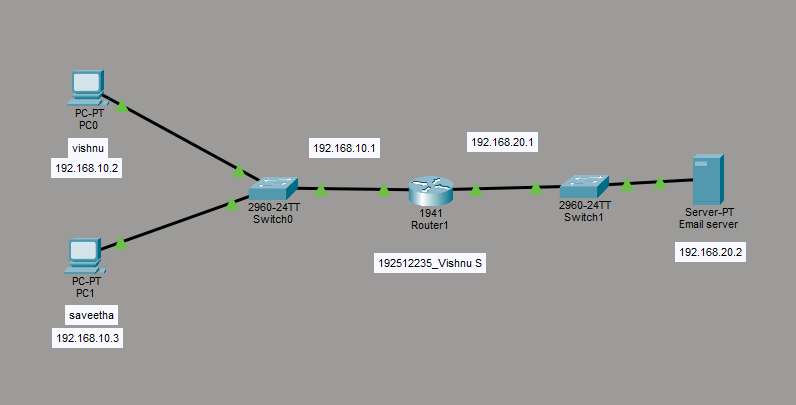 PC-PT
PC0
vishnu
192.168.10.2
192.168.10.1
192.168.20.1
2960-24TT
Switch0
1941
Router1
2960-24TT
Switch1
Server-PT
Email server
192.168.20.2
192512235_Vishnu S
PC-PT
PC1
saveetha
192.168.10.3